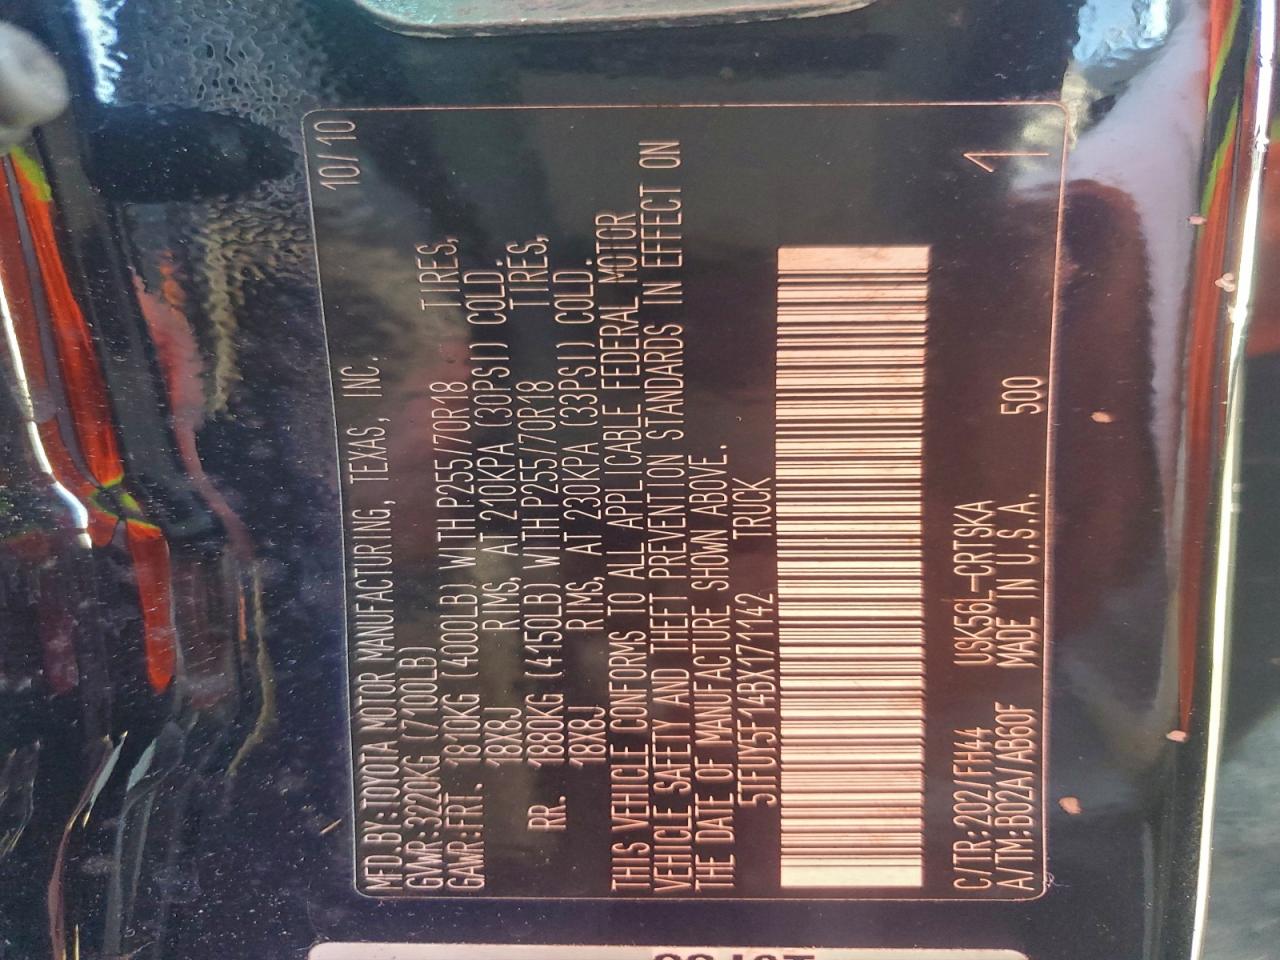 MFD.BY:TOYOTA MOTOR MANUFACTURING, TEXAS, INC. 10/10
GVWR:3220KG (7100LB)
GAWR:FRT. 1810KG (4000LB) WITH P255/70R18 TIRES,
18X8J RIMS, AT 210KPA (30PSI) COLD.
RR. 1880KG (4150LB) WITH P255/70R18 TIRES,
18X8J RIMS, AT 230KPA (33PSI) COLD.
THIS VEHICLE CONFORMS TO ALL APPLICABLE FEDERAL MOTOR
VEHICLE SAFETY AND THEFT PREVENTION STANDARDS IN EFFECT ON
THE DATE OF MANUFACTURE SHOWN ABOVE.
5TFUY5F14BX171142 TRUCK
C/TR:202/FH44 USK56L-CRTSKA 1
A/TM:B02A/AB60F MADE IN U.S.A. 500